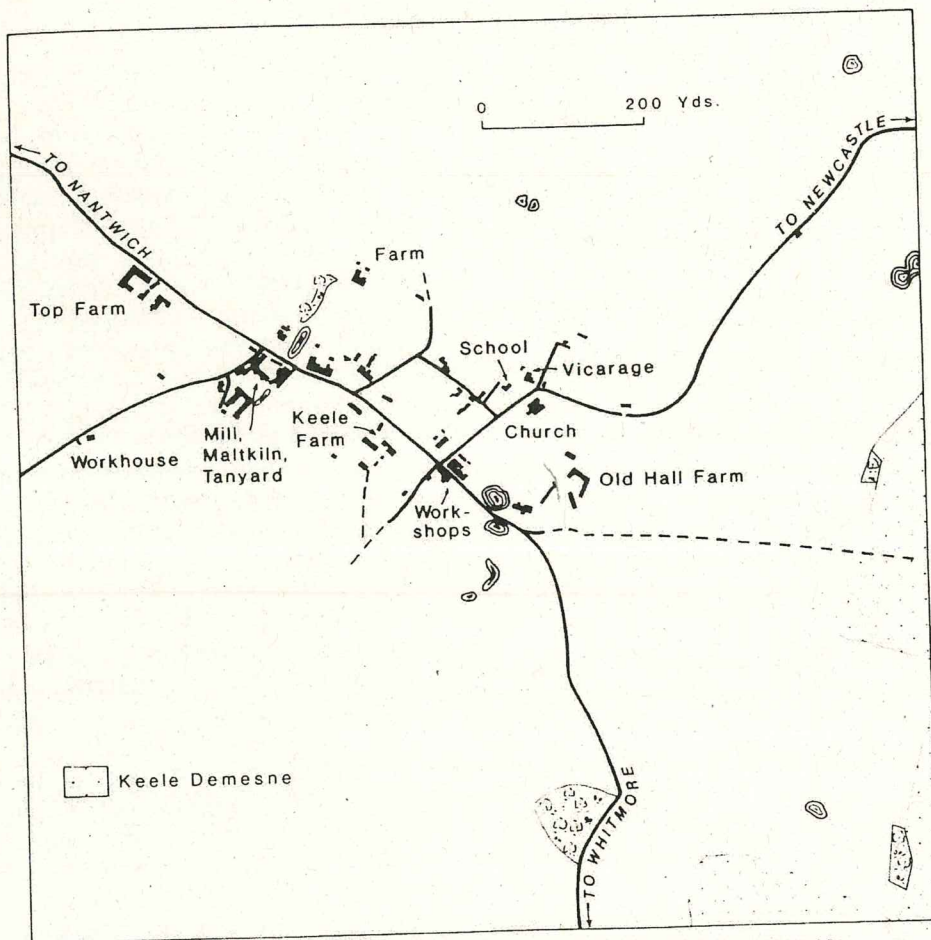 0 200 Yds.
← TO NANTWICH
TO NEWCASTLE →
Farm
Top Farm
School
Vicarage
Keele
Farm
Church
Mill,
Maltkiln,
Tanyard
Workhouse
Old Hall Farm
Work-
shops
Keele Demesne
← TO WHITMORE